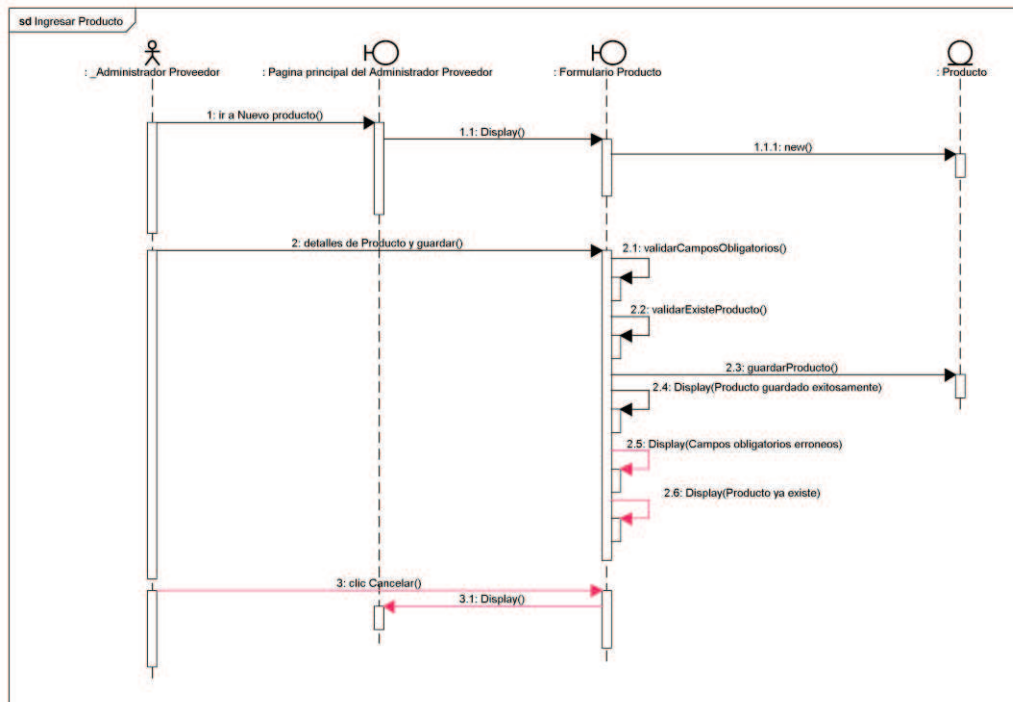 sd Ingresar Producto
: _Administrador Proveedor
: Pagina principal del Administrador Proveedor
: Formulario Producto
: Producto
1: ir a Nuevo producto()
1.1: Display()
1.1.1: new()
2: detalles de Producto y guardar()
2.1: validarCamposObligatorios()
2.2: validarExisteProducto()
2.3: guardarProducto()
2.4: Display(Producto guardado exitosamente)
2.5: Display(Campos obligatorios erroneos)
2.6: Display(Producto ya existe)
3: clic Cancelar()
3.1: Display()